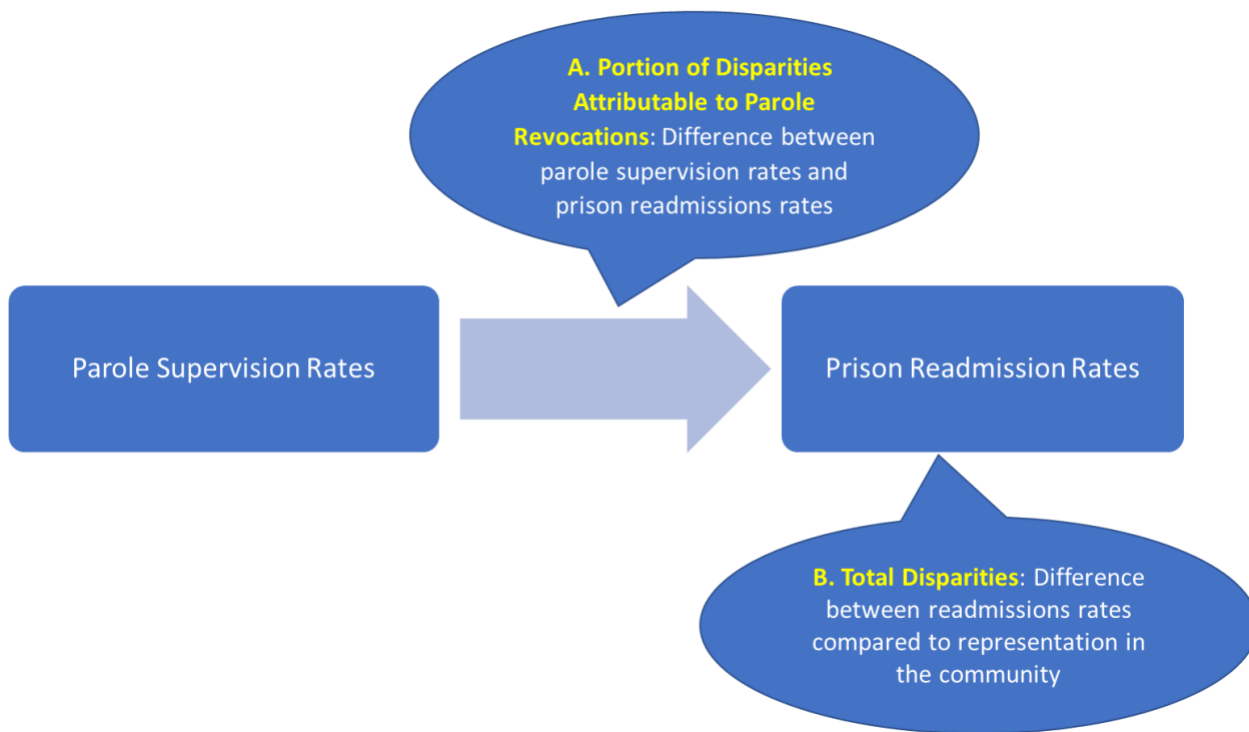 A. Portion of Disparities
Attributable to Parole
Revocations: Difference between
parole supervision rates and
prison readmissions rates
Parole Supervision Rates
Prison Readmission Rates
B. Total Disparities: Difference
between readmissions rates
compared to representation in
the community